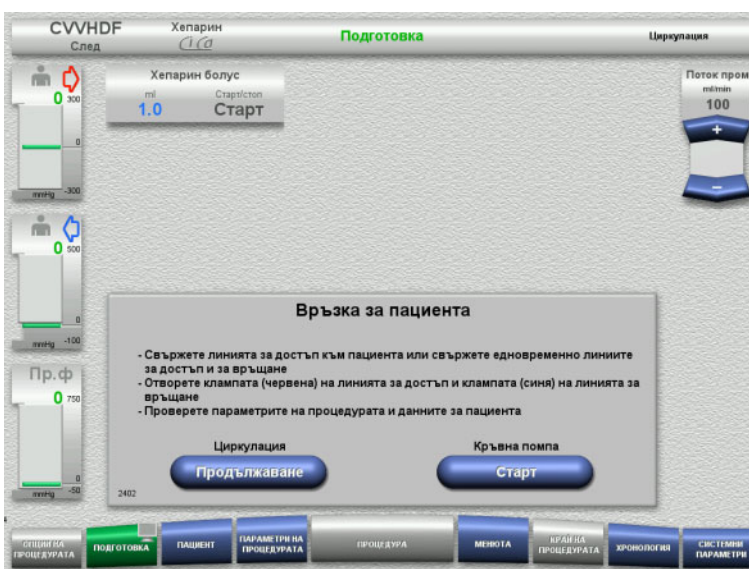 CVVHDF
След
Хепарин
Ci Ca
Подготовка
Циркулация
0
300
0
-300
mmHg
Хепарин болус
ml
Старт/стоп
1.0
Старт
Поток пром
ml/min
100
+
–
0
500
0
-100
mmHg
Пр.ф
0
750
0
-50
mmHg
Връзка за пациента
- Свържете линията за достъп към пациента или свържете едновременно линиите
за достъп и за връщане
- Отворете клампата (червена) на линията за достъп и клампата (синя) на линията за
връщане
- Проверете параметрите на процедурата и данните за пациента
Циркулация
Кръвна помпа
Продължаване
Старт
2402
ОПЦИИ НА
ПРОЦЕДУРАТА
ПОДГОТОВКА
ПАЦИЕНТ
ПАРАМЕТРИ НА
ПРОЦЕДУРАТА
ПРОЦЕДУРА
МЕНЮТА
КРАЙ НА
ПРОЦЕДУРАТА
ХРОНОЛОГИЯ
СИСТЕМНИ
ПАРАМЕТРИ